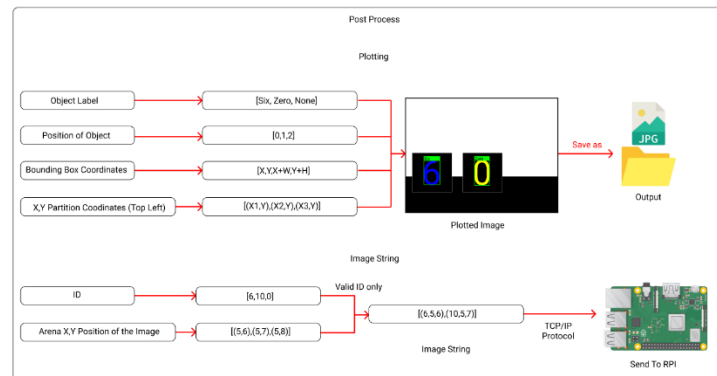 Post Process
Plotting
Object Label
[Six, Zero, None]
Position of Object
[0,1,2]
Bounding Box Coordinates
[X,Y,X+W,Y+H]
X,Y Partition Coodinates (Top Left)
[(X1,Y),(X2,Y),(X3,Y)]
6
0
Plotted Image
Save as
JPG
Output
Image String
ID
[6,10,0]
Valid ID only
Arena X,Y Position of the Image
[(5,6),(5,7),(5,8)]
[(6,5,6),(10,5,7)]
Image String
TCP/IP
Protocol
Send To RPI